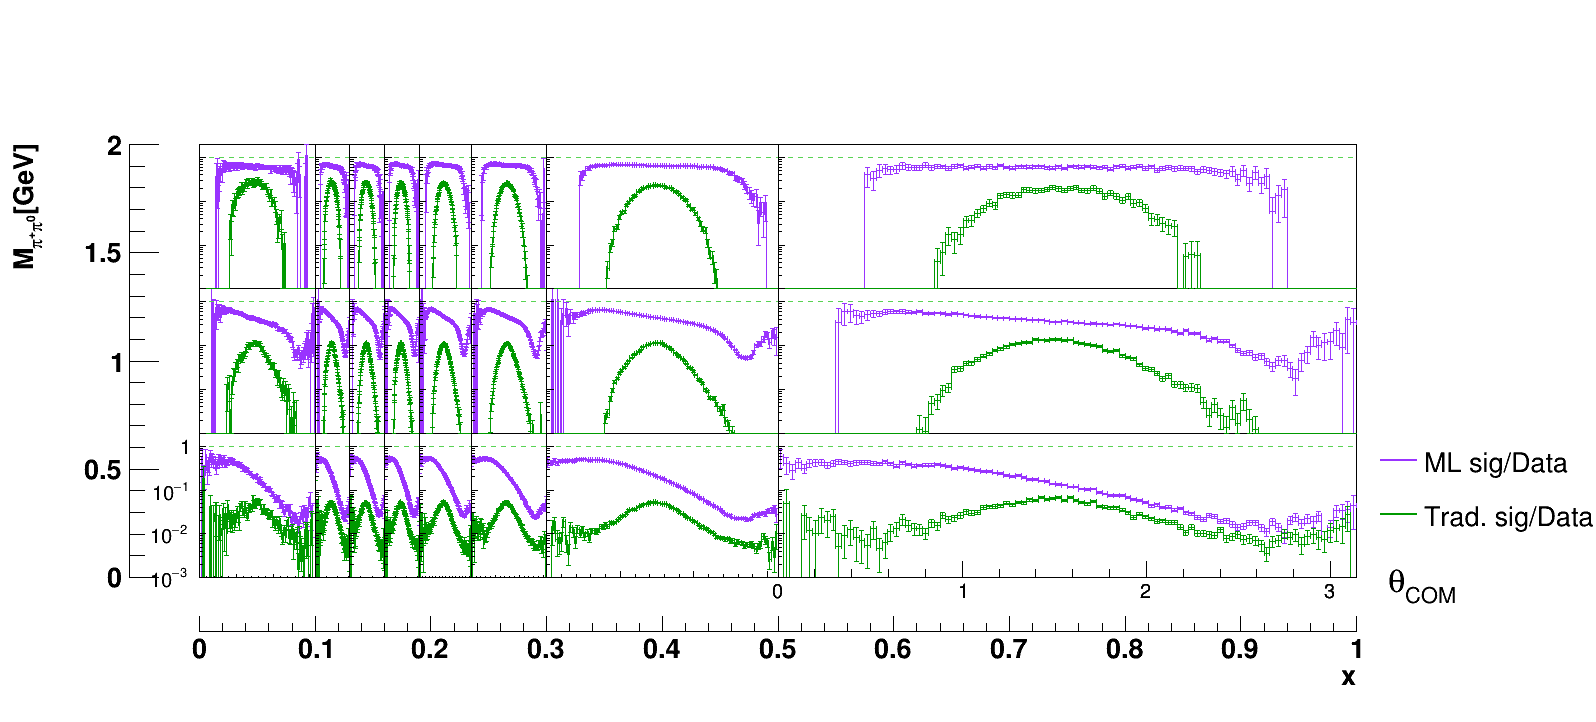 M π⁺π⁰ [GeV]
2
1.5
1
0.5
0
1
10⁻¹
10⁻²
10⁻³
ML sig/Data
Trad. sig/Data
0 1 2 3
θ COM
0 0.1 0.2 0.3 0.4 0.5 0.6 0.7 0.8 0.9 1
x